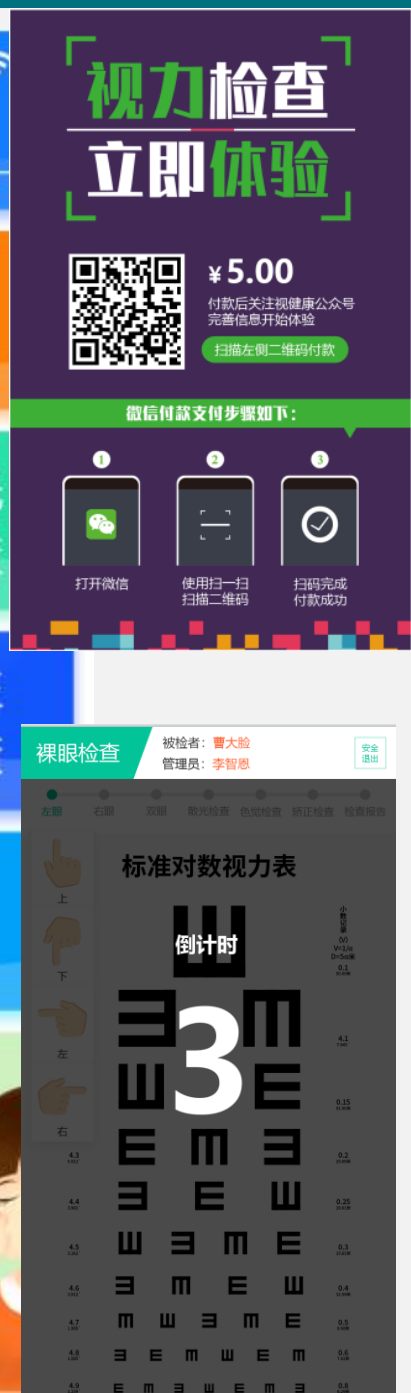 视力检查
立即体验
¥5.00
付款后关注视健康公众号
完善信息开始体验
扫描左侧二维码付款
微信付款支付步骤如下：
1
2
3
打开微信
使用扫一扫
扫描二维码
扫码完成
付款成功
裸眼检查
被检者：曹大脸
管理员：李智恩
安全
退出
左眼 右眼 双眼 散光检查 色觉检查 矫正检查 检查报告
标准对数视力表
上
下
左
右
倒计时
3
小数记录
(V)
0.1
4.1
0.15
4.3
0.2
4.4
0.25
4.5
0.3
4.6
0.4
4.7
0.5
4.8
0.6
4.9
0.8